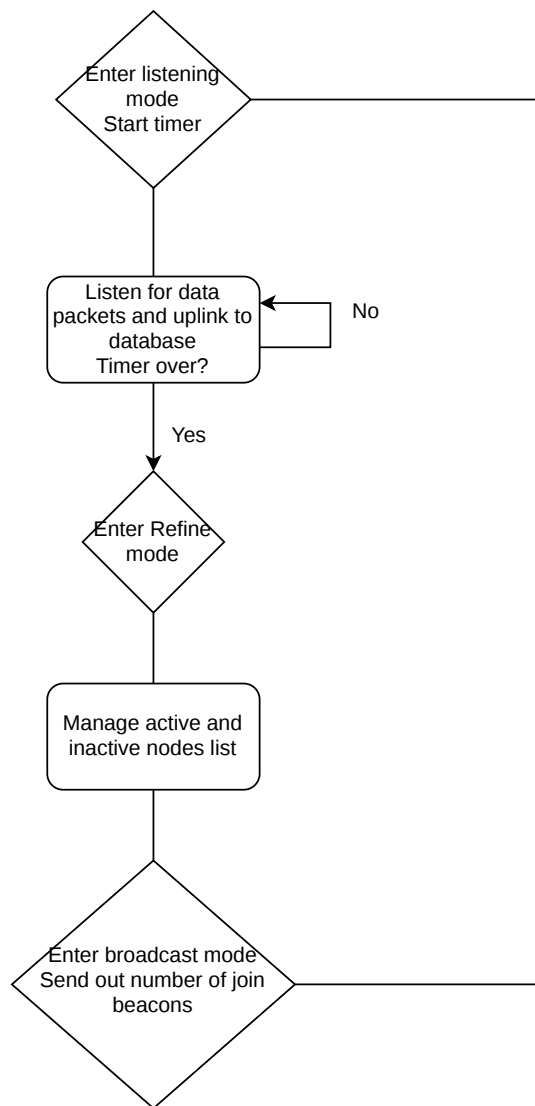 Enter listening
mode
Start timer
Listen for data
packets and uplink to
database
Timer over?
No
Yes
Enter Refine
mode
Manage active and
inactive nodes list
Enter broadcast mode
Send out number of join
beacons